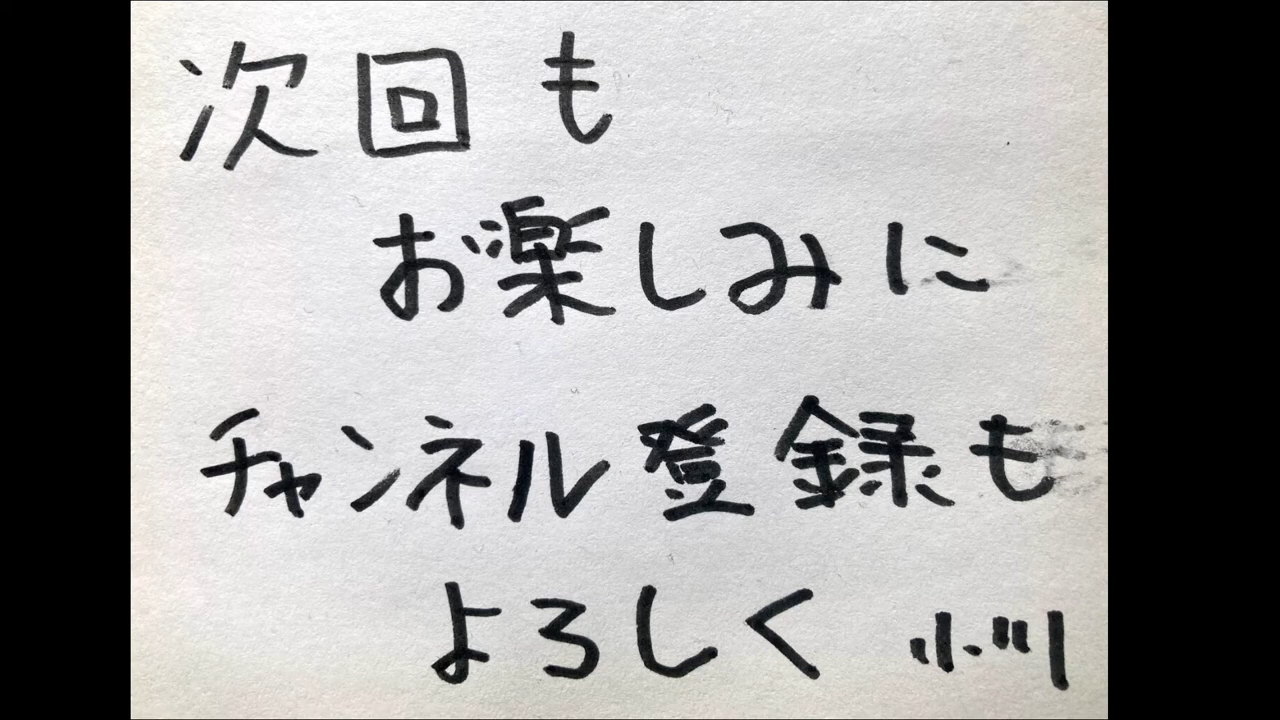 次回も
お楽しみに
チャンネル登録も
よろしく 小川